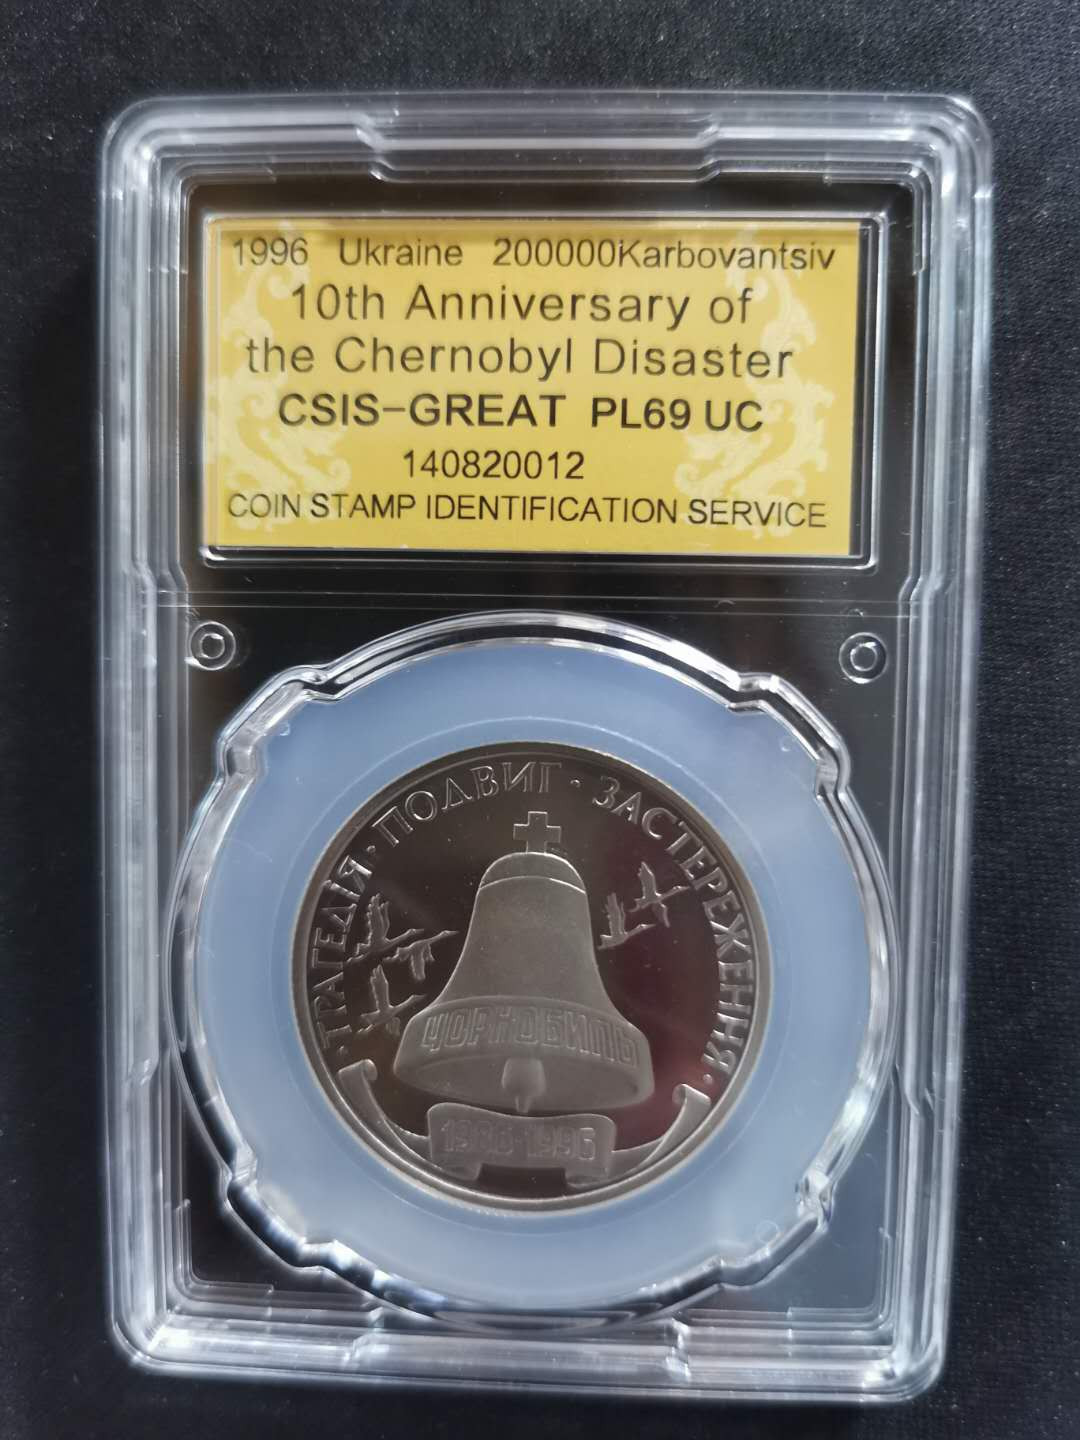 1996 Ukraine 200000Karbovantsiv
10th Anniversary of
the Chernobyl Disaster
CSIS-GREAT PL69 UC
140820012
COIN STAMP IDENTIFICATION SERVICE
· ТРАГЕДІЯ · ПОДВИГ · ЗАСТЕРЕЖЕННЯ ·
ЧОРНОБИЛЬ
1986-1996